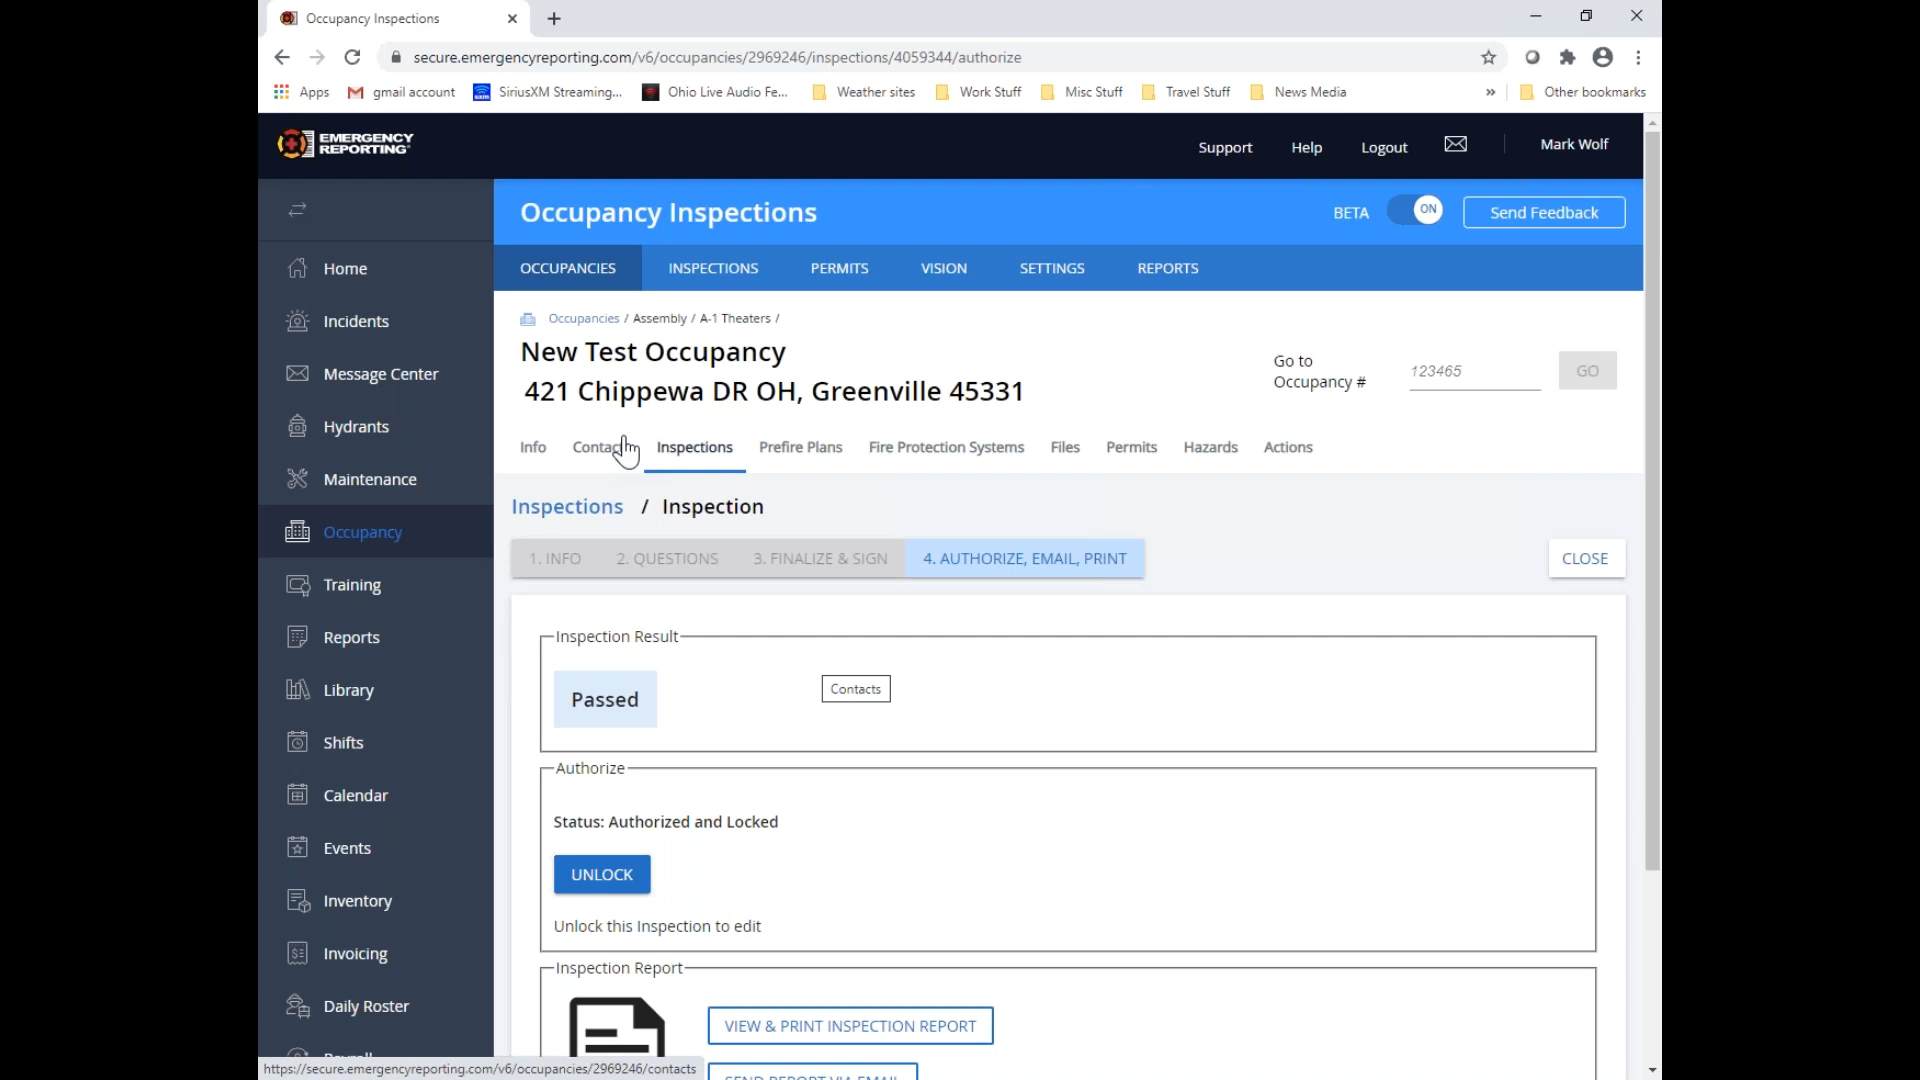 Occupancy Inspections
secure.emergencyreporting.com/v6/occupancies/2969246/inspections/4059344/authorize
Apps gmail account SiriusXM Streaming... Ohio Live Audio Fe... Weather sites Work Stuff Misc Stuff Travel Stuff News Media » Other bookmarks
EMERGENCY
REPORTING
Support Help Logout Mark Wolf
Occupancy Inspections BETA ON Send Feedback
OCCUPANCIES INSPECTIONS PERMITS VISION SETTINGS REPORTS
Home
Incidents
Message Center
Hydrants
Maintenance
Occupancy
Training
Reports
Library
Shifts
Calendar
Events
Inventory
Invoicing
Daily Roster
Occupancies / Assembly / A-1 Theaters /
New Test Occupancy
421 Chippewa DR OH, Greenville 45331
Go to
Occupancy # 123465 GO
Info Contacts Inspections Prefire Plans Fire Protection Systems Files Permits Hazards Actions
Inspections / Inspection
1. INFO 2. QUESTIONS 3. FINALIZE & SIGN 4. AUTHORIZE, EMAIL, PRINT CLOSE
Inspection Result
Passed
Contacts
Authorize
Status: Authorized and Locked
UNLOCK
Unlock this Inspection to edit
Inspection Report
VIEW & PRINT INSPECTION REPORT
SEND REPORT VIA EMAIL
https://secure.emergencyreporting.com/v6/occupancies/2969246/contacts